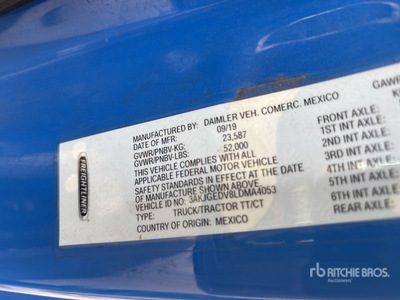 FREIGHTLINER
MANUFACTURED BY: DAIMLER VEH. COMERC. MEXICO
DATE OF MFR: 09/19
GVWR/PNBV-KG: 23,587
GVWR/PNBV-LBS: 52,000
THIS VEHICLE COMPLIES WITH ALL
APPLICABLE FEDERAL MOTOR VEHICLE
SAFETY STANDARDS IN EFFECT AT THE DATE
OF MANUFACTURE SHOWN ABOVE.
VEHICLE ID NO: 3AKJGEDV8LDMA4053
TYPE: TRUCK/TRACTOR TT/CT
COUNTRY OF ORIGIN: MEXICO
GAWR
FRONT AXLE:
1ST INT AXLE:
2ND INT AXLE:
3RD INT AXLE:
4TH INT AXLE:
5TH INT AXLE:
6TH INT AXLE:
REAR AXLE:
rb RITCHIE BROS.
Auctioneers